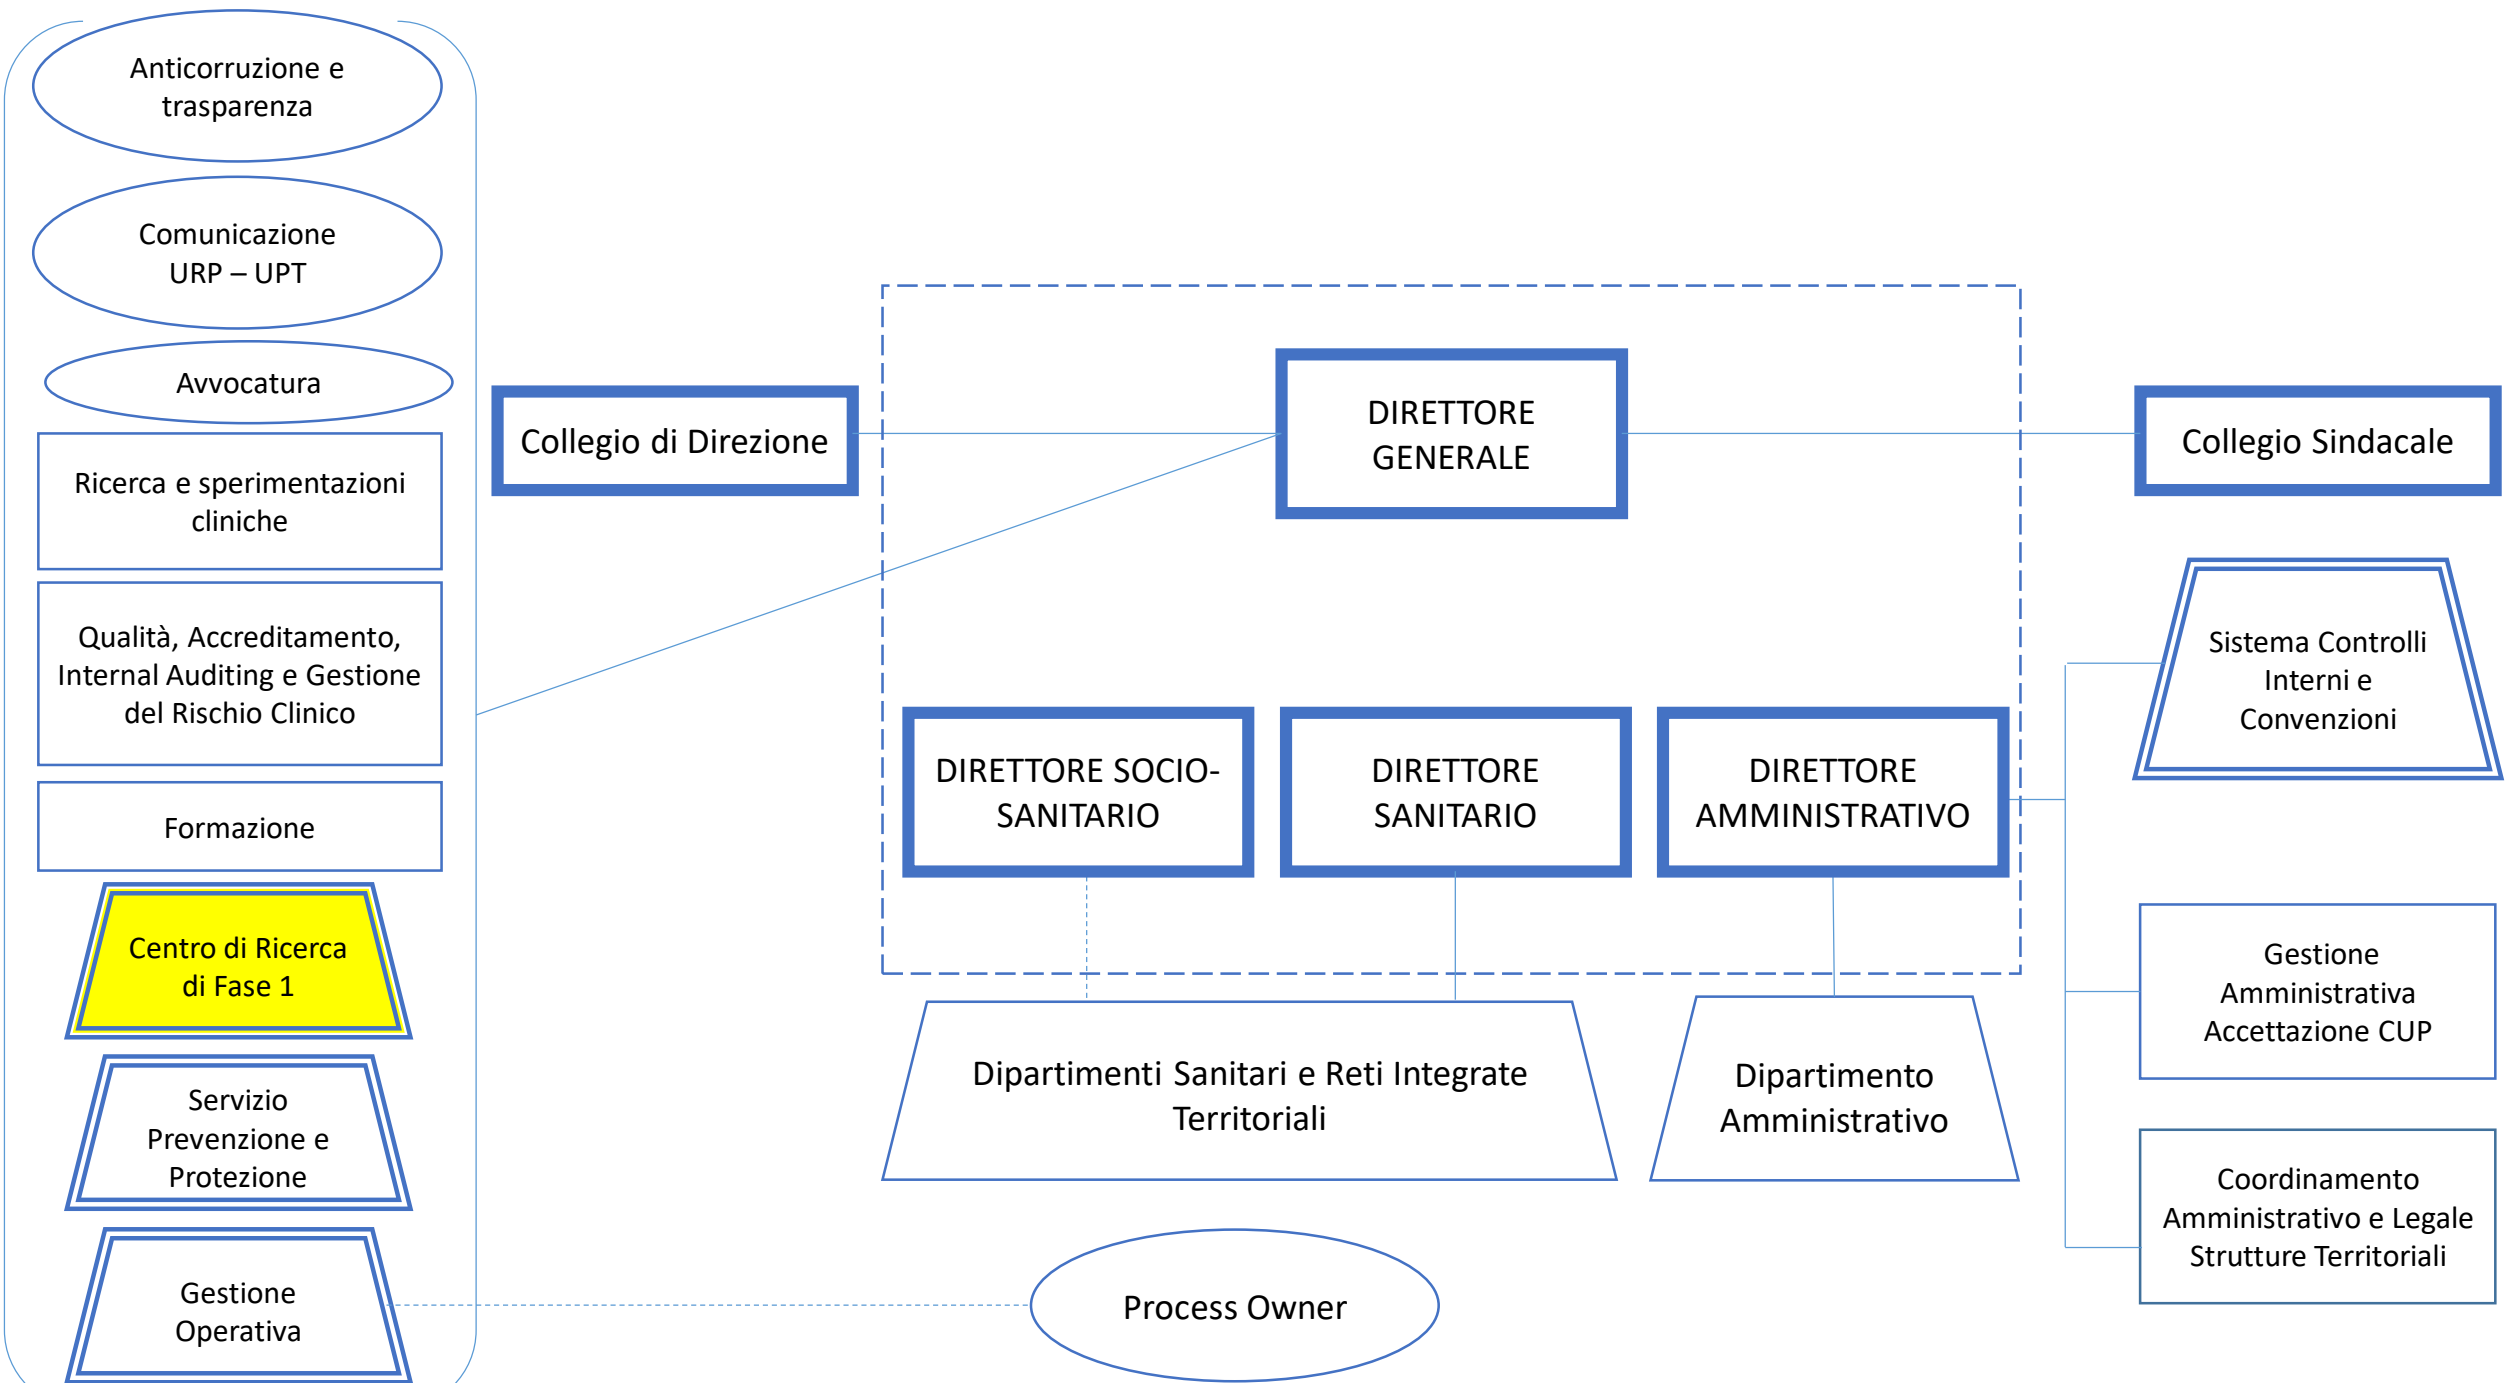 Anticorruzione e
trasparenza
Comunicazione
URP – UPT
Avvocatura
Ricerca e sperimentazioni
cliniche
Qualità, Accreditamento,
Internal Auditing e Gestione
del Rischio Clinico
Formazione
Centro di Ricerca
di Fase 1
Servizio
Prevenzione e
Protezione
Gestione
Operativa
Collegio di Direzione
DIRETTORE
GENERALE
Collegio Sindacale
DIRETTORE SOCIO-
SANITARIO
DIRETTORE
SANITARIO
DIRETTORE
AMMINISTRATIVO
Sistema Controlli
Interni e
Convenzioni
Gestione
Amministrativa
Accettazione CUP
Coordinamento
Amministrativo e Legale
Strutture Territoriali
Dipartimenti Sanitari e Reti Integrate
Territoriali
Dipartimento
Amministrativo
Process Owner